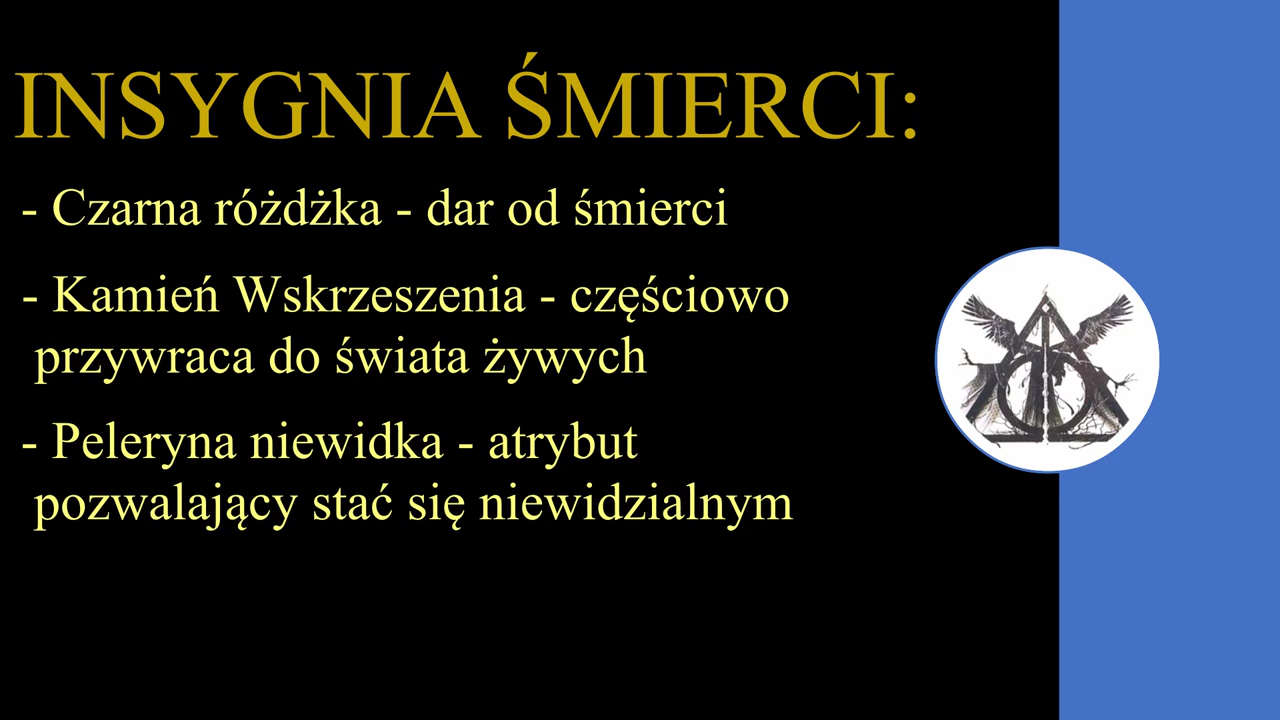 INSYGNIA ŚMIERCI:
- Czarna różdżka - dar od śmierci
- Kamień Wskrzeszenia - częściowo
przywraca do świata żywych
- Peleryna niewidka - atrybut
pozwalający stać się niewidzialnym